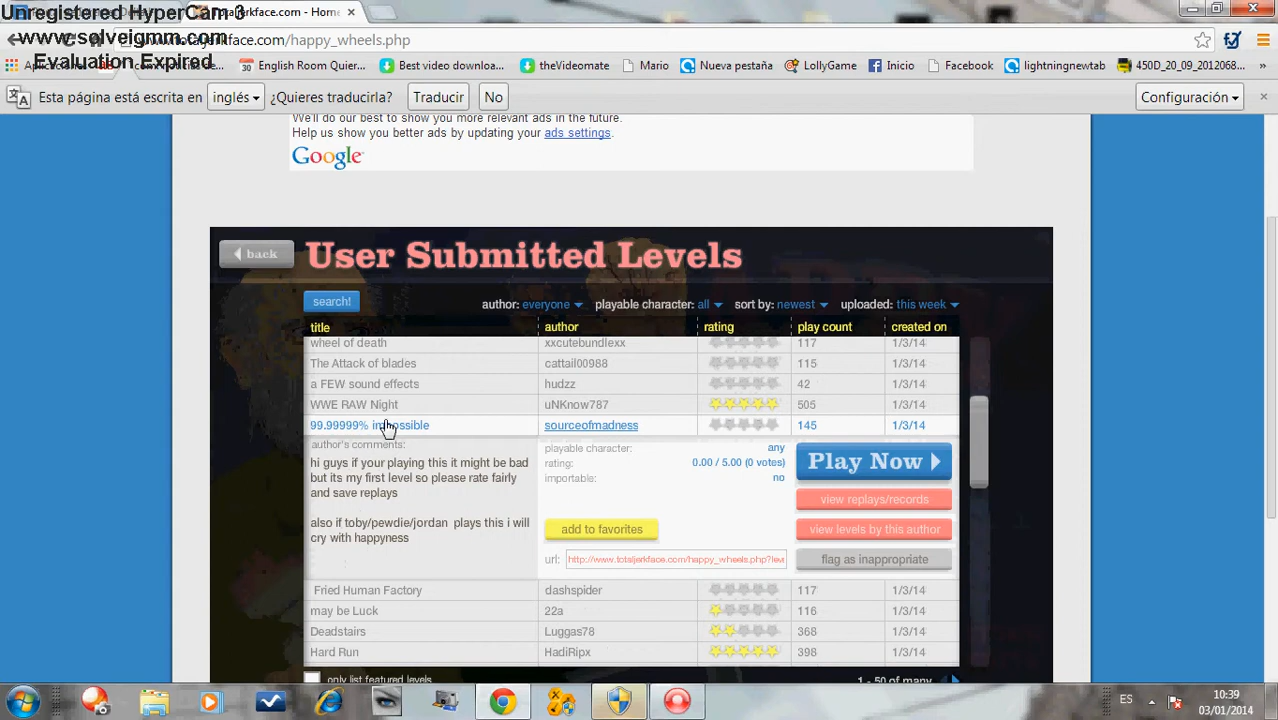 Unregistered HyperCam 3
www.solveigmm.com
Evaluation Expired
totaljerkface.com - Hom
totaljerkface.com/happy_wheels.php
English Room Quier...
Best video download...
theVideomate
Mario
Nueva pestaña
LollyGame
Inicio
Facebook
lightningnewtab
450D_20_09_2012068...
»
Esta página está escrita en inglés ¿Quieres traducirla? Traducir No Configuración
We'll do our best to show you more relevant ads in the future.
Help us show you better ads by updating your ads settings.
Google
back User Submitted Levels
search! author: everyone playable character: all sort by: newest uploaded: this week
title author rating play count created on
wheel of death xxcutebundlexx 117 1/3/14
The Attack of blades cattail00988 115 1/3/14
a FEW sound effects hudzz 42 1/3/14
WWE RAW Night uNKnow787 505 1/3/14
99.99999% impossible sourceofmadness 145 1/3/14
author's comments:
hi guys if your playing this it might be bad
but its my first level so please rate fairly
and save replays
also if toby/pewdie/jordan plays this i will
cry with happyness
playable character: any
rating: 0.00 / 5.00 (0 votes)
importable: no
add to favorites
url: http://www.totaljerkface.com/happy_wheels.php?lev
Play Now
view replays/records
view levels by this author
flag as inappropriate
Fried Human Factory dashspider 117 1/3/14
may be Luck 22a 116 1/3/14
Deadstairs Luggas78 368 1/3/14
Hard Run HadiRipx 398 1/3/14
only list featured levels 1 - 50 of many
ES
10:39
03/01/2014